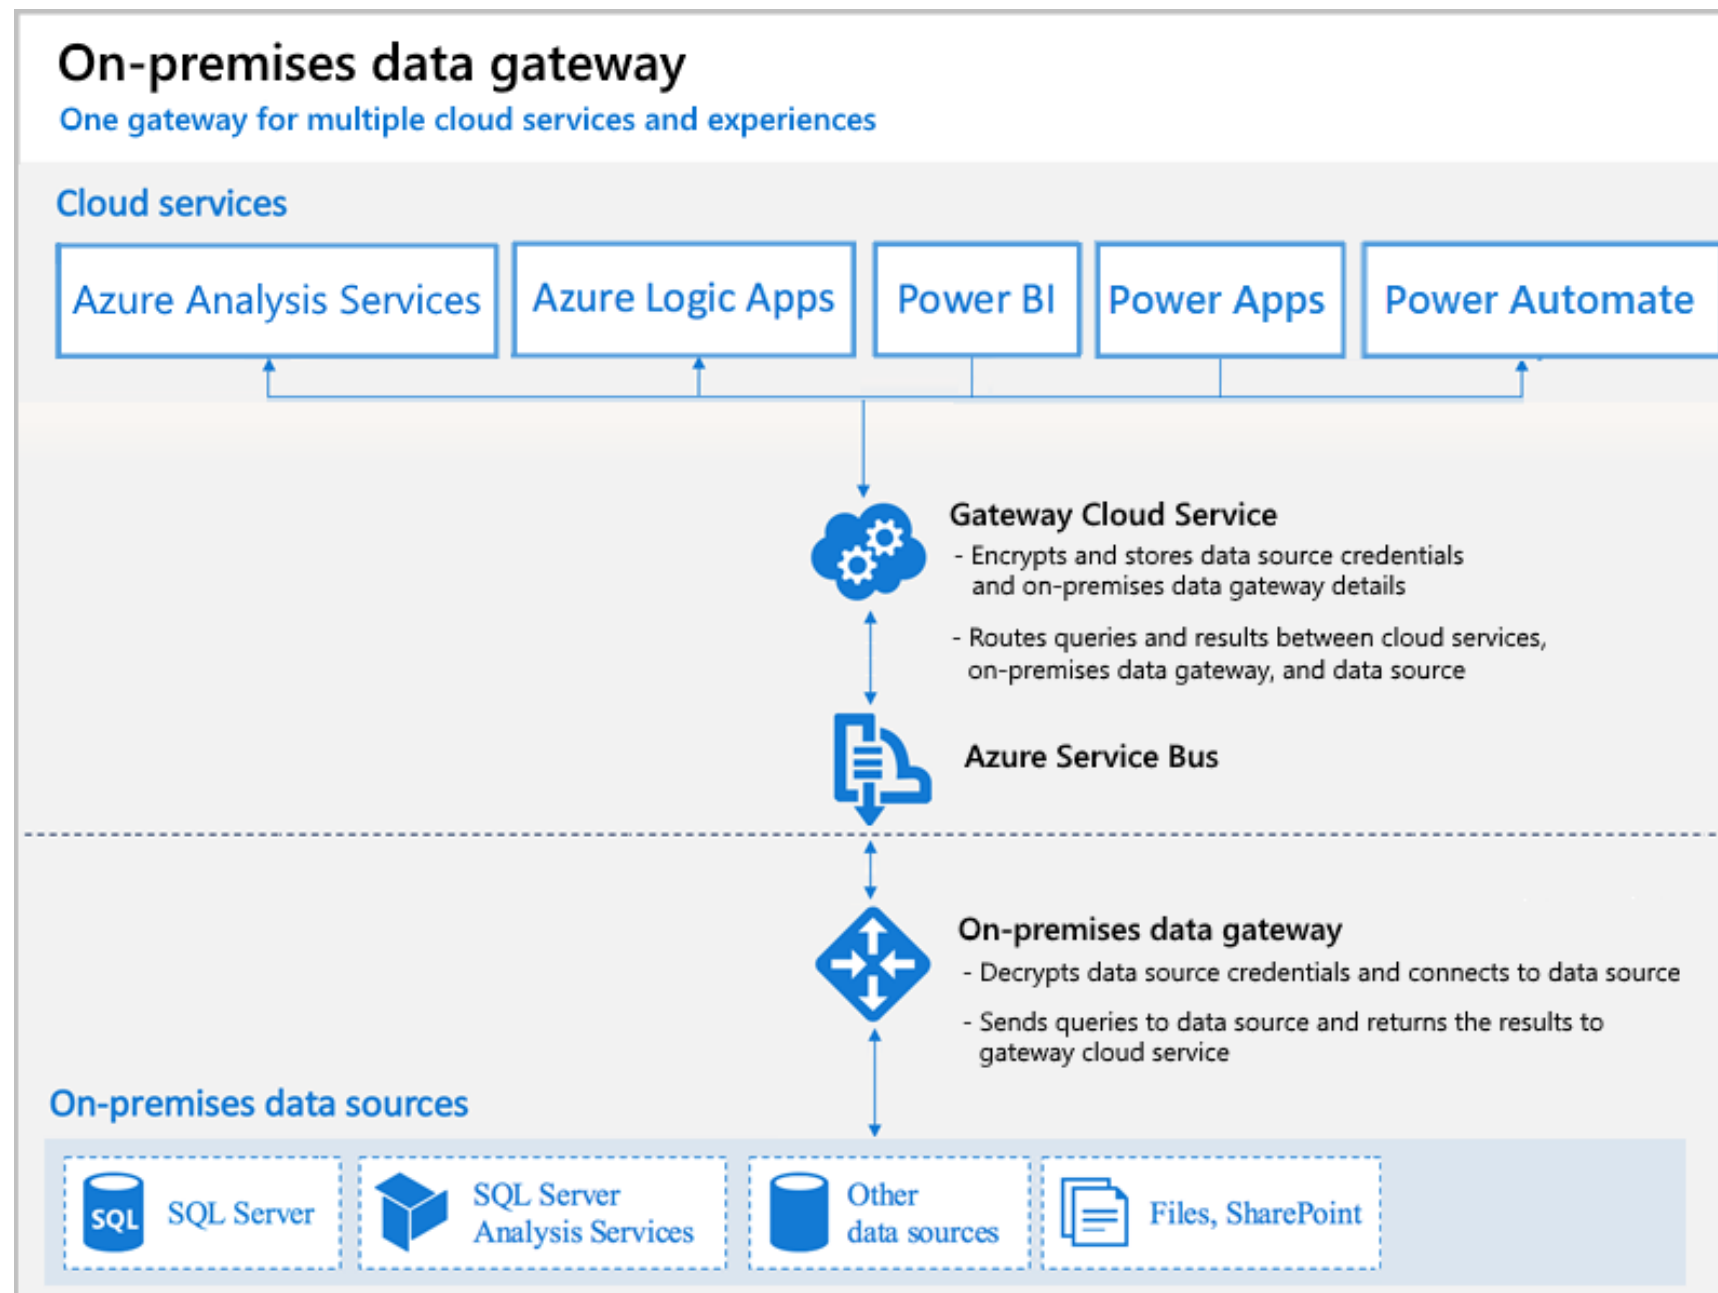 On-premises data gateway
One gateway for multiple cloud services and experiences
Cloud services
Azure Analysis Services
Azure Logic Apps
Power BI
Power Apps
Power Automate
Gateway Cloud Service
- Encrypts and stores data source credentials
and on-premises data gateway details
- Routes queries and results between cloud services,
on-premises data gateway, and data source
Azure Service Bus
On-premises data gateway
- Decrypts data source credentials and connects to data source
- Sends queries to data source and returns the results to
gateway cloud service
On-premises data sources
SQL
SQL Server
SQL Server
Analysis Services
Other
data sources
Files, SharePoint